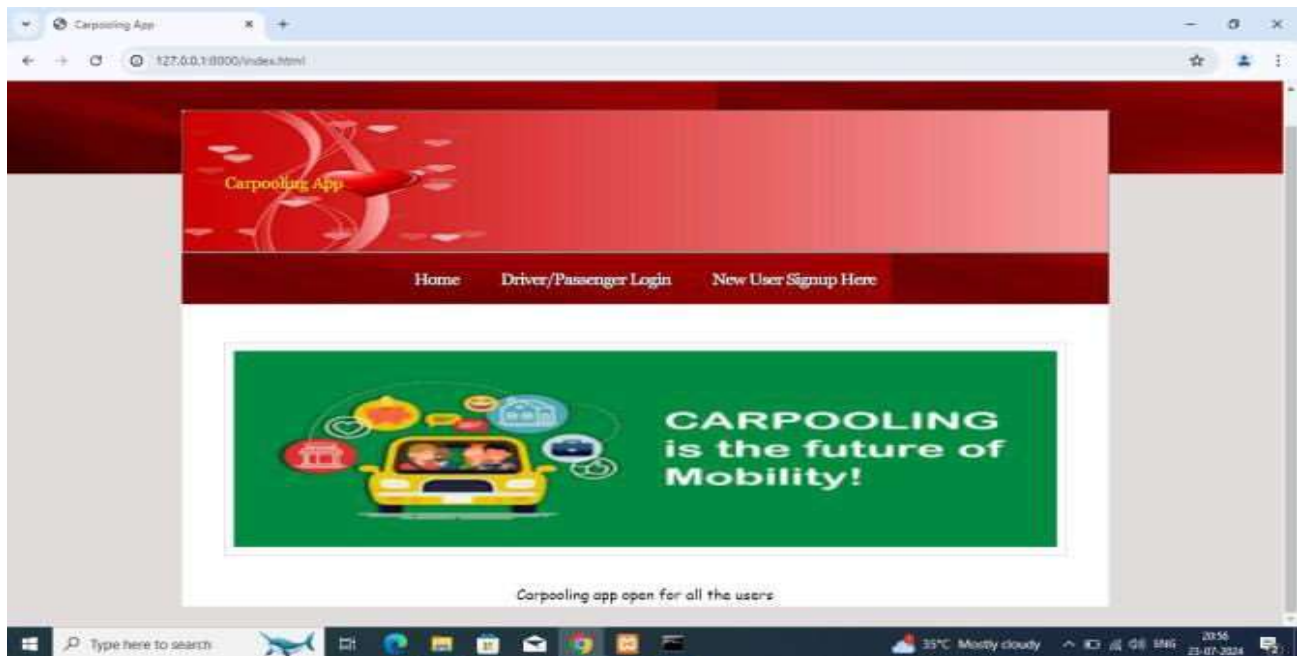 Carpooling App
127.0.0.1:8000/index.html
Carpooling App
Home Driver/Passenger Login New User Signup Here
CARPOOLING
is the future of
Mobility!
Carpooling app open for all the users
Type here to search
35°C Mostly cloudy
ENG
20:56
23-07-2024